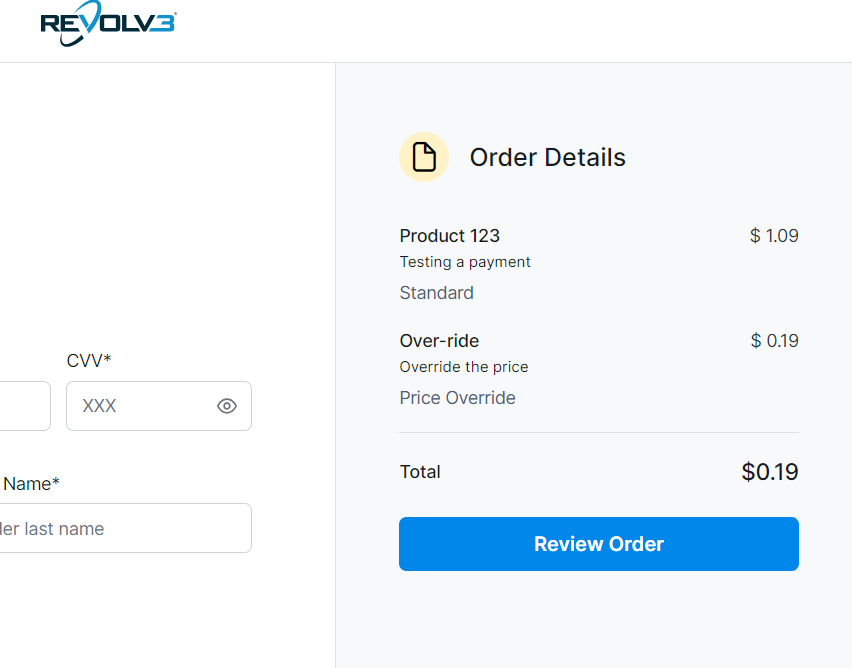 REVOLV3
Order Details
Product 123 $ 1.09
Testing a payment
Standard
Over-ride $ 0.19
Override the price
Price Override
CVV*
XXX
Name*
er last name
Total $0.19
Review Order